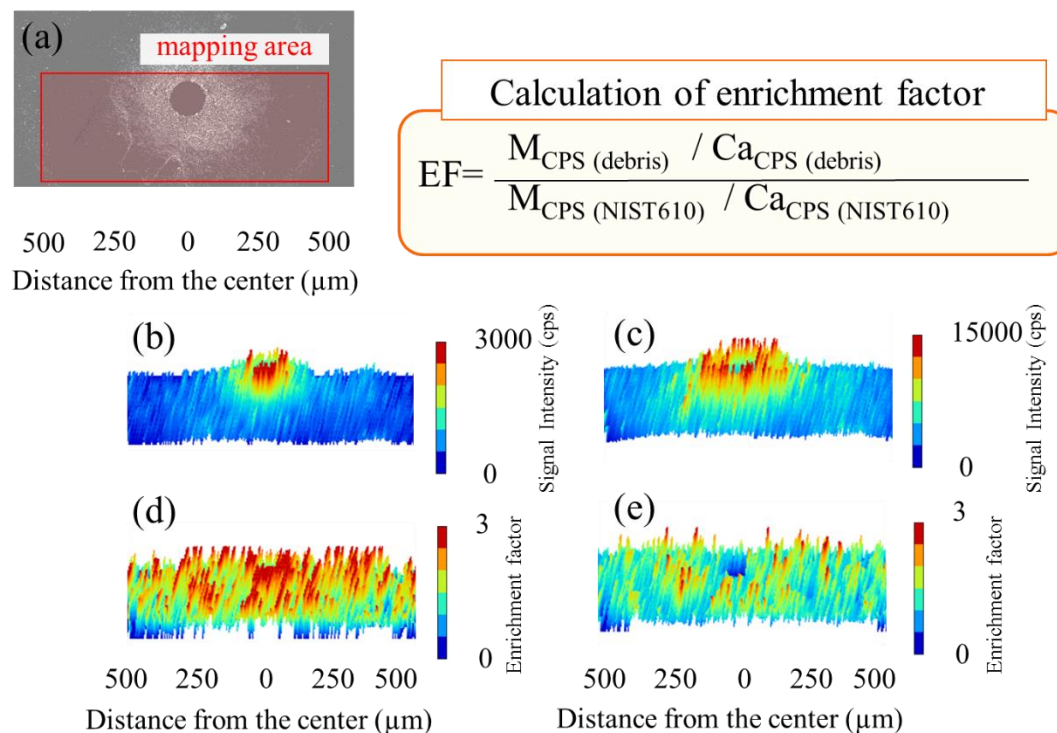 (a)
mapping area
500 250 0 250 500
Distance from the center (µm)
Calculation of enrichment factor
EF= M_CPS (debris) / Ca_CPS (debris)
M_CPS (NIST610) / Ca_CPS (NIST610)
(b)
3000
0
Signal Intensity (cps)
(c)
15000
0
Signal Intensity (cps)
(d)
3
0
Enrichment factor
(e)
3
0
Enrichment factor
500 250 0 250 500
Distance from the center (µm)
500 250 0 250 500
Distance from the center (µm)